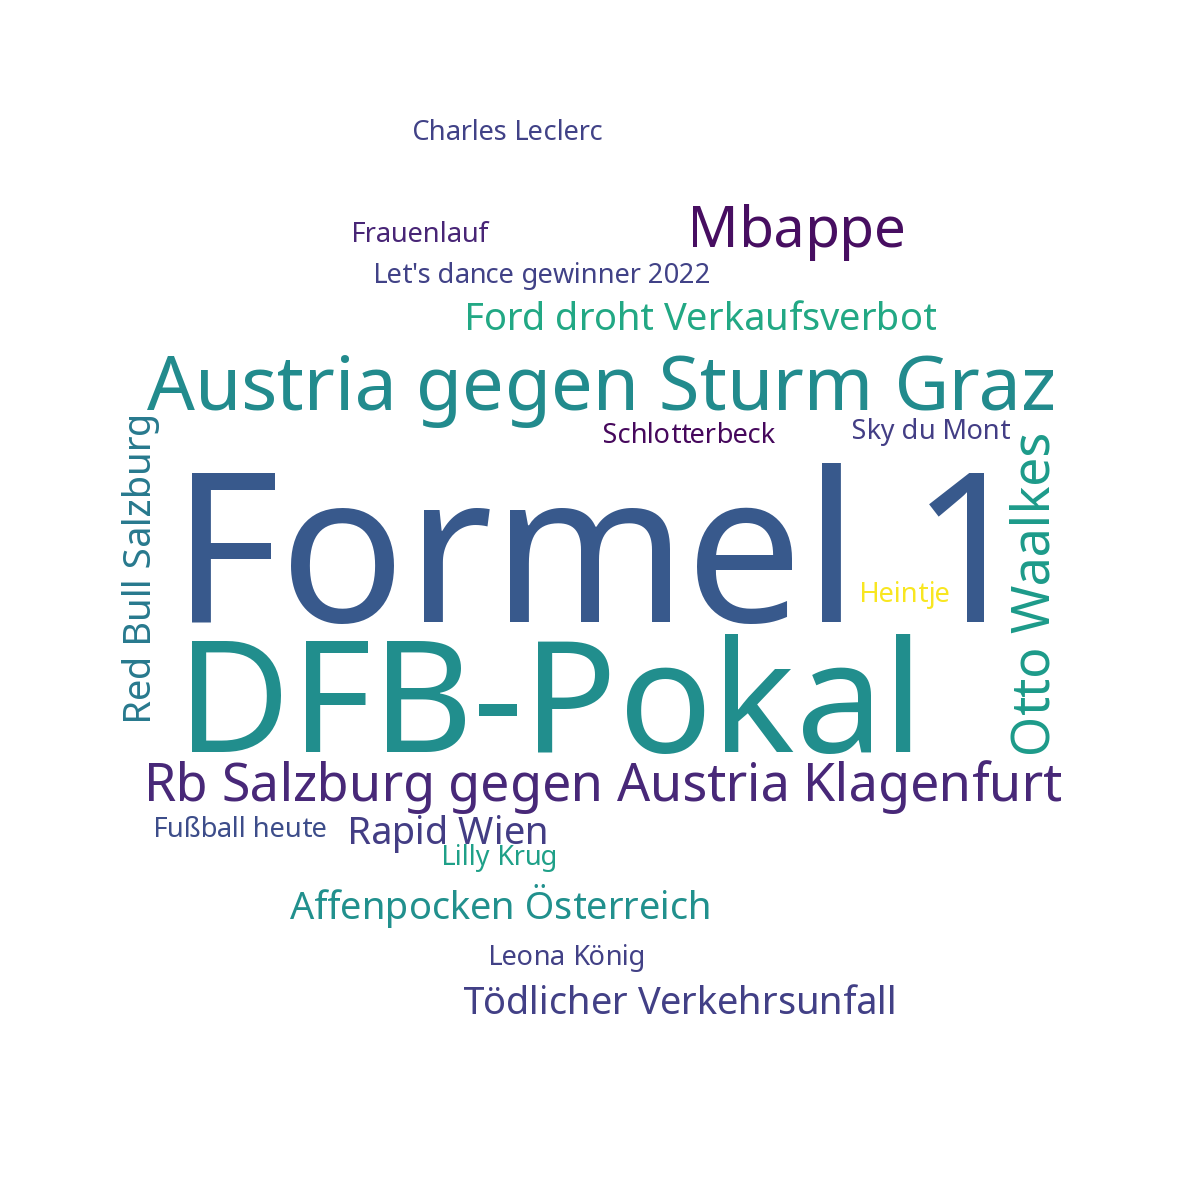 Charles Leclerc
Mbappe
Frauenlauf
Let's dance gewinner 2022
Ford droht Verkaufsverbot
Austria gegen Sturm Graz
Schlotterbeck
Sky du Mont
Red Bull Salzburg
Formel 1
Otto Waalkes
Heintje
DFB-Pokal
Rb Salzburg gegen Austria Klagenfurt
Fußball heute
Rapid Wien
Lilly Krug
Affenpocken Österreich
Leona König
Tödlicher Verkehrsunfall